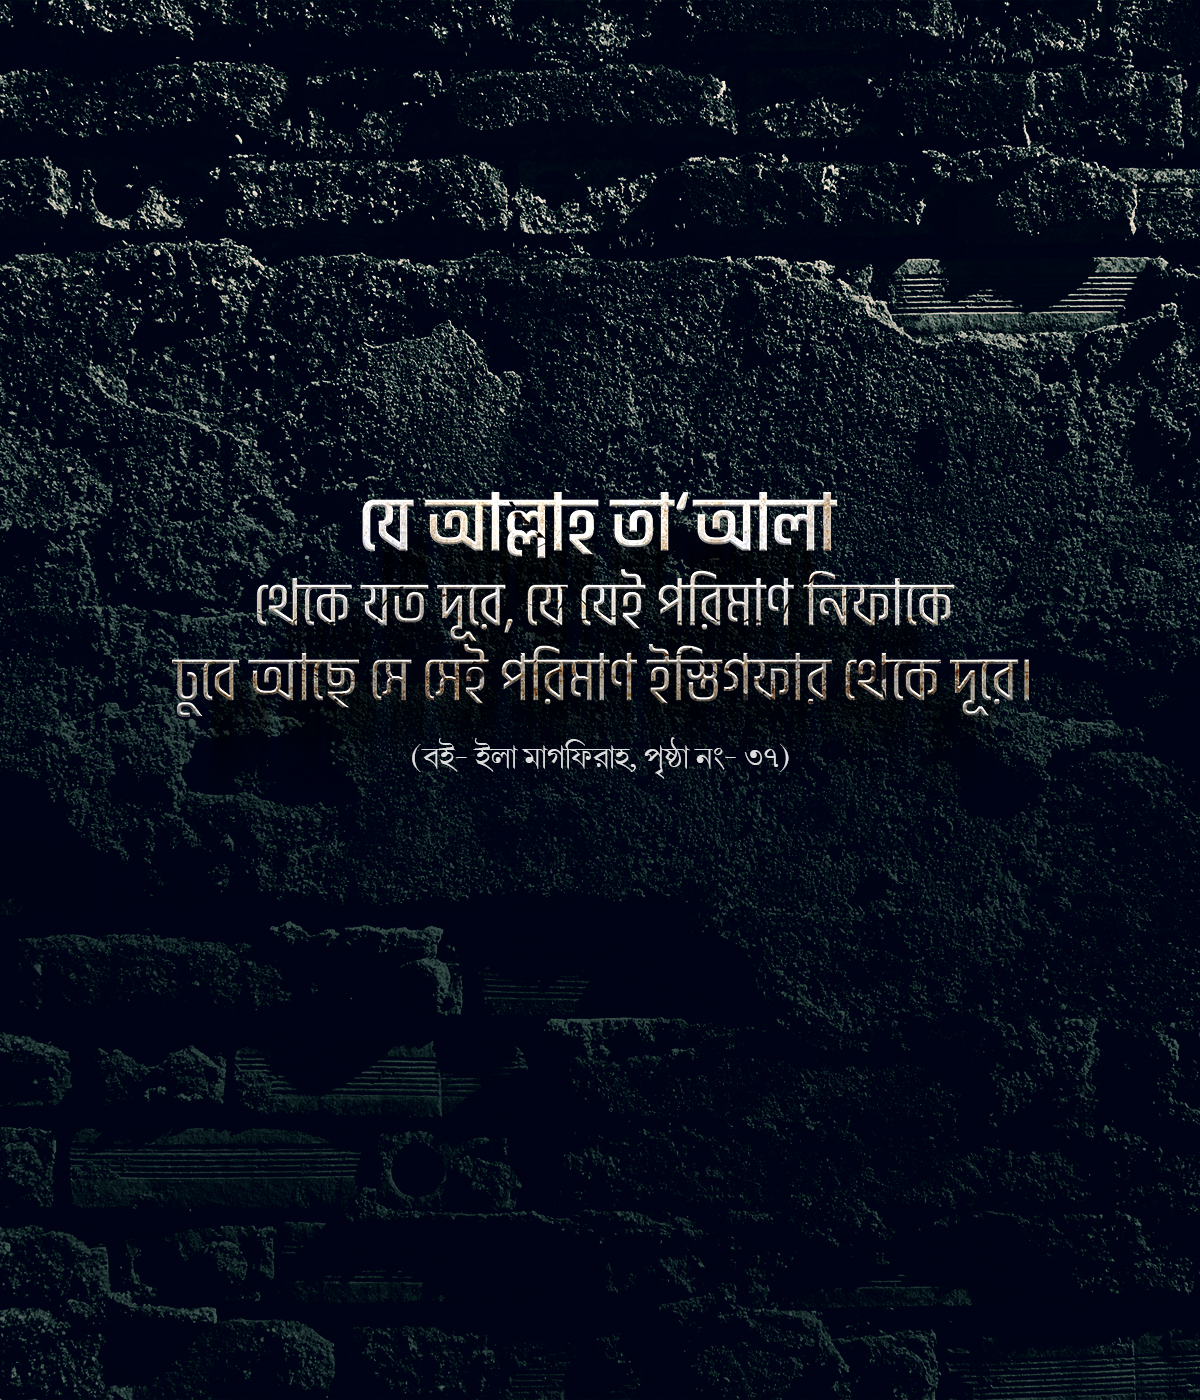 যে আল্লাহ তা‘আলা
থেকে যত দূরে, যে যেই পরিমাণ নিফাকে
ঢুবে আছে সে সেই পরিমাণ ইস্তিগফার থেকে দূরে।
(বই- ইলা মাগফিরাহ, পৃষ্ঠা নং- ৩৭)